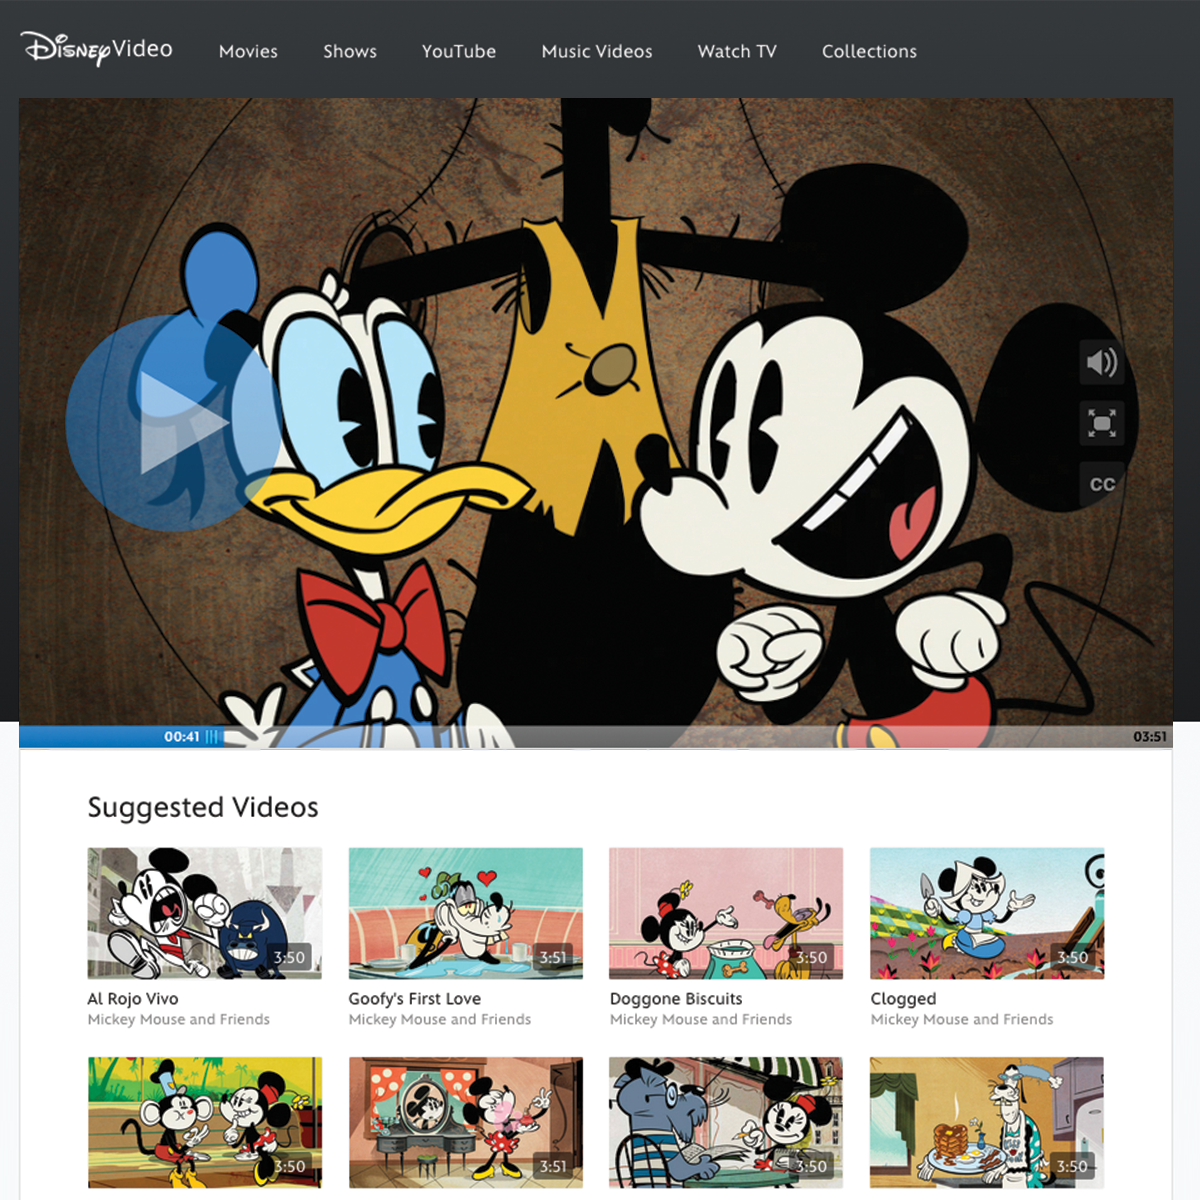 Disney Video Movies Shows YouTube Music Videos Watch TV Collections
CC
00:41 03:51
Suggested Videos
3:50 3:51 3:50 3:50
Al Rojo Vivo Goofy's First Love Doggone Biscuits Clogged
Mickey Mouse and Friends Mickey Mouse and Friends Mickey Mouse and Friends Mickey Mouse and Friends
3:50 3:51 3:50 3:50